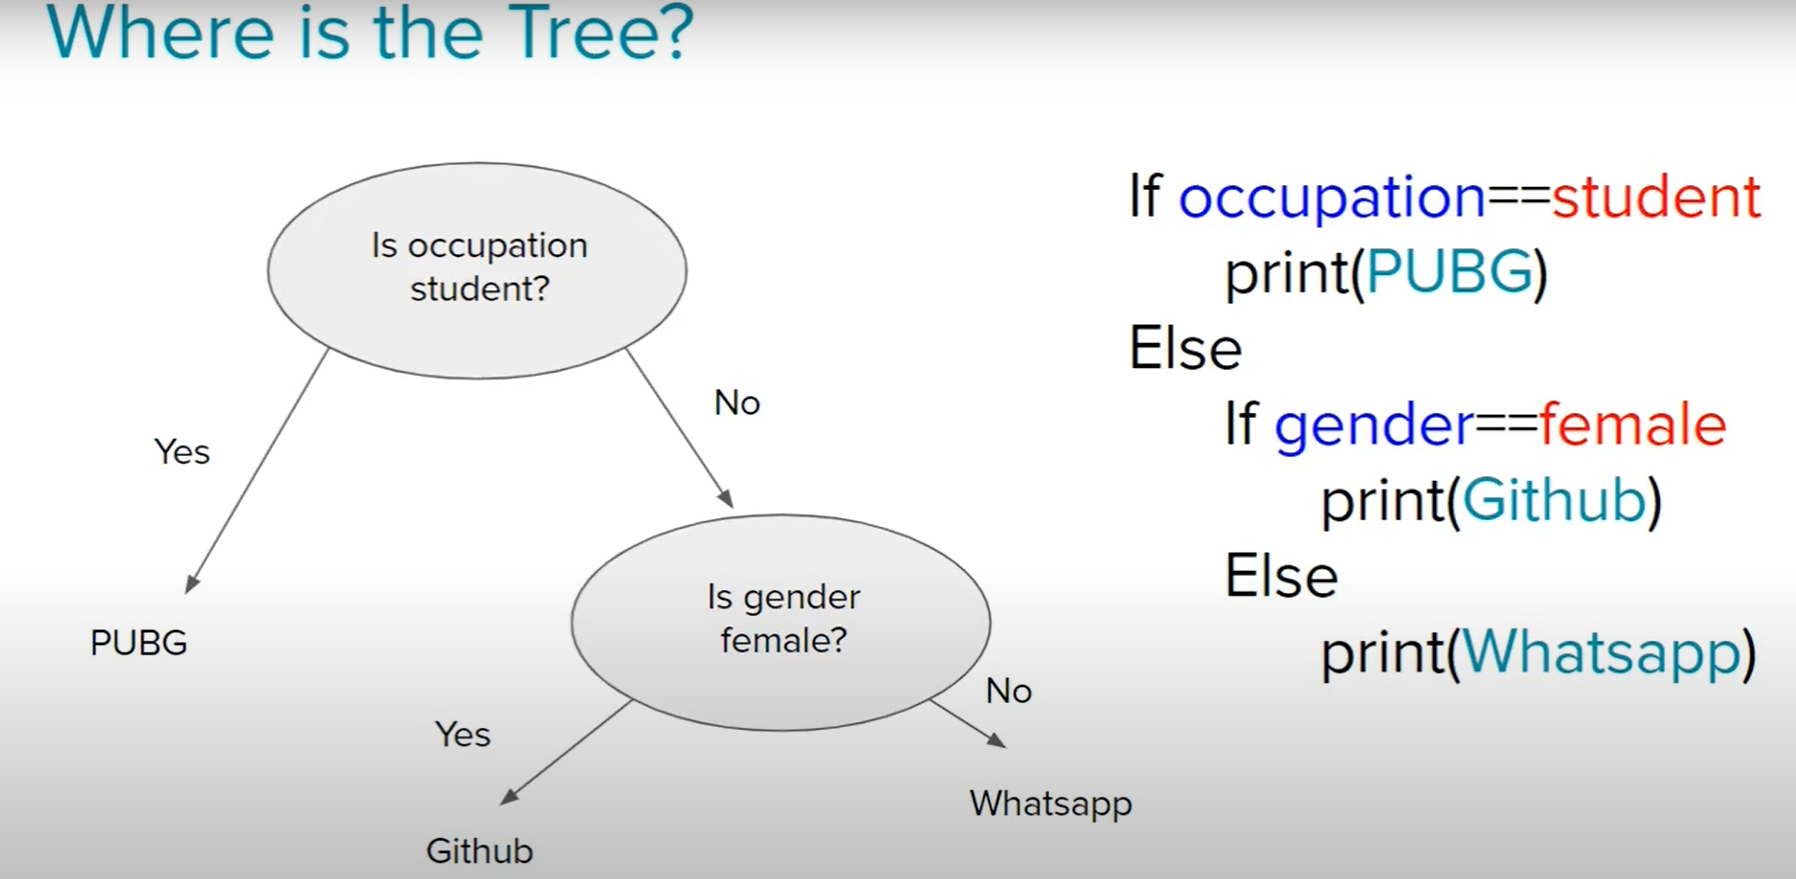 Where is the Tree?
Is occupation
student?
Yes
No
PUBG
Is gender
female?
Yes
No
Github
Whatsapp
If occupation==student
print(PUBG)
Else
If gender==female
print(Github)
Else
print(Whatsapp)